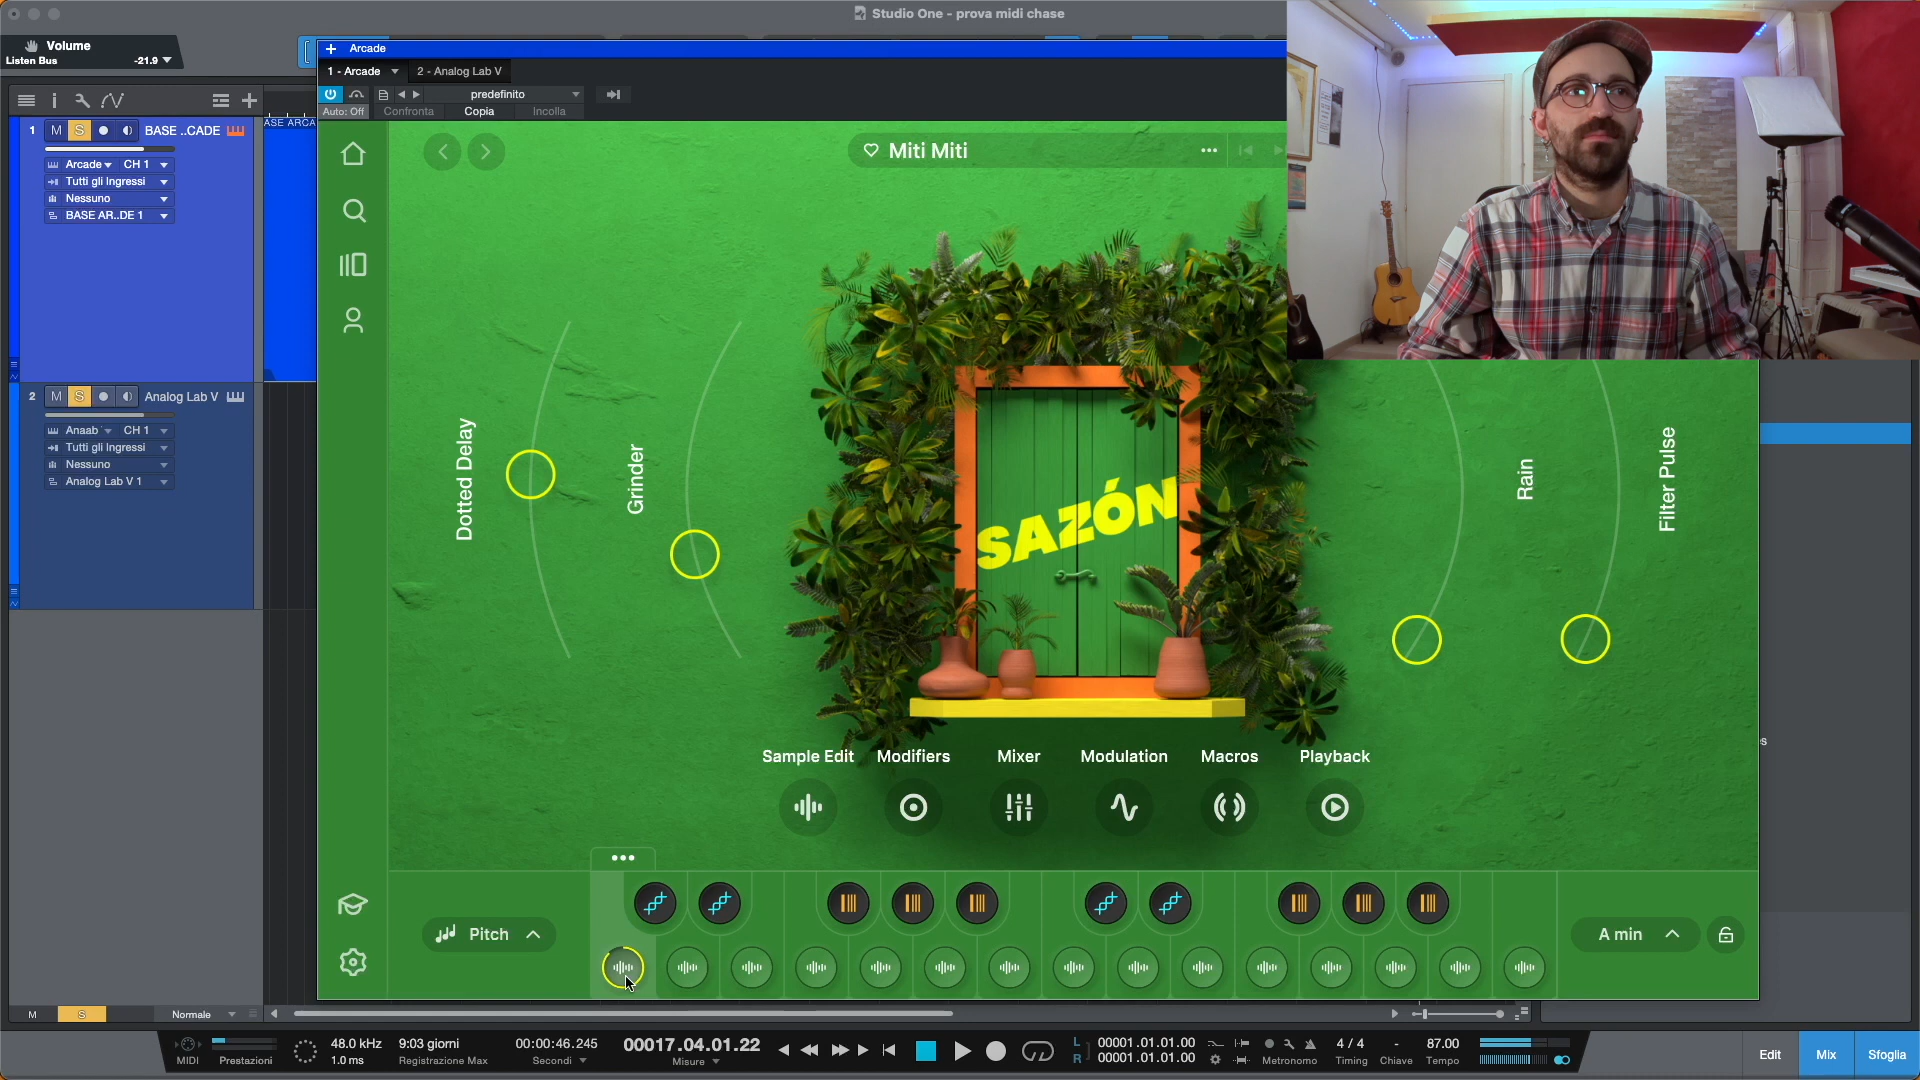 Studio One - prova midi chase
Volume
Listen Bus
-21.9
Arcade
1 - Arcade
2 - Analog Lab V
predefinito
Auto: Off
Confronta
Copia
Incolla
1
M
S
BASE ..CADE
ASE ARCA
Arcade
CH 1
Tutti gli Ingressi
Nessuno
BASE AR..DE 1
2
M
S
Analog Lab V
Anaab
CH 1
Tutti gli Ingressi
Nessuno
Analog Lab V 1
Miti Miti
Dotted Delay
Grinder
SAZÓN
Rain
Filter Pulse
Sample Edit
Modifiers
Mixer
Modulation
Macros
Playback
Pitch
A min
M
S
Normale
MIDI
Prestazioni
48.0 kHz
1.0 ms
9:03 giorni
Registrazione Max
00:00:46.245
Secondi
00017.04.01.22
Misure
L
R
00001.01.01.00
00001.01.01.00
Metronomo
4 / 4
Timing
-
Chiave
87.00
Tempo
Edit
Mix
Sfoglia